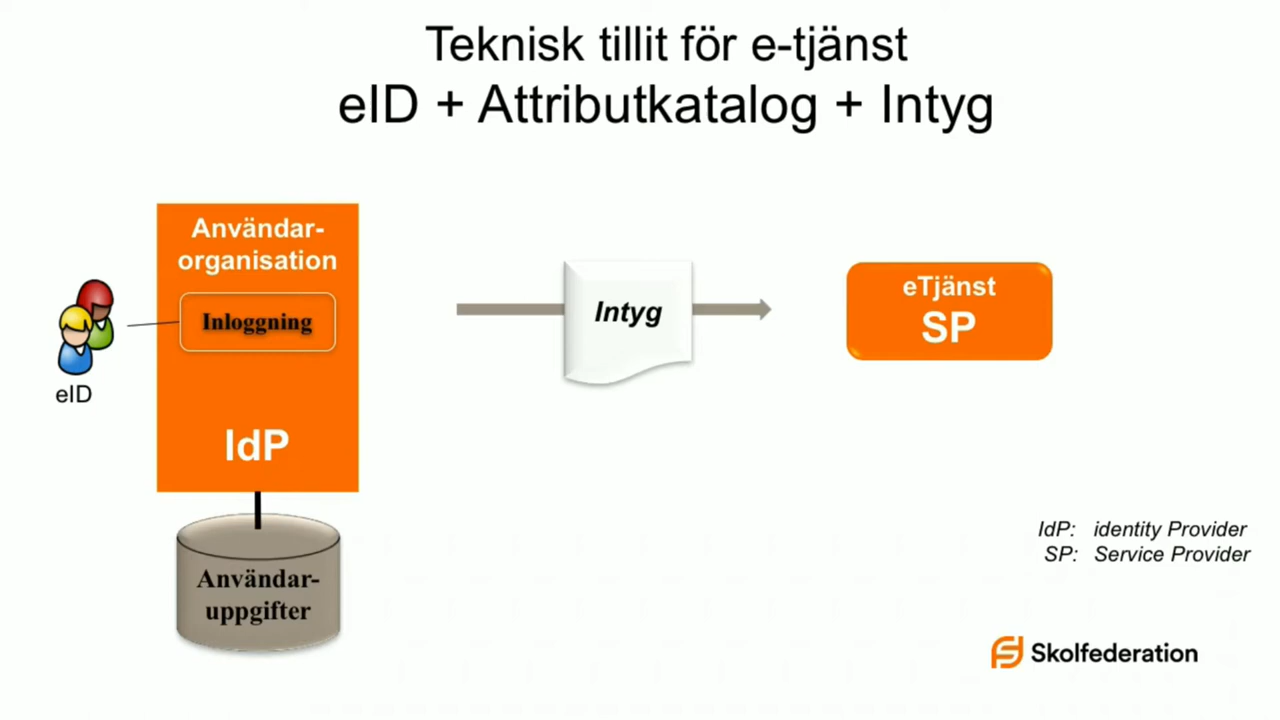 Teknisk tillit för e-tjänst
eID + Attributkatalog + Intyg
Användar-
organisation
Inloggning
eID
IdP
Användar-
uppgifter
Intyg
eTjänst
SP
IdP: identity Provider
SP: Service Provider
Skolfederation